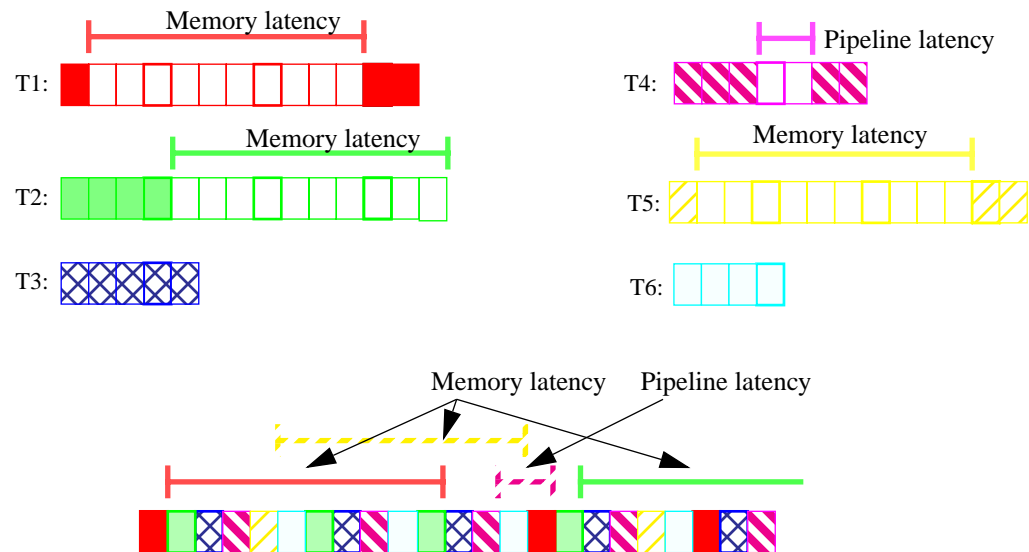 Memory latency
T1:
Pipeline latency
T4:
Memory latency
T2:
Memory latency
T5:
T3:
T6:
Memory latency
Pipeline latency